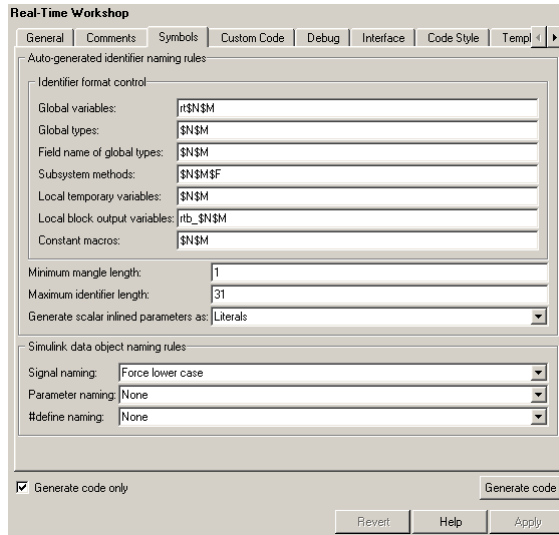 Real-Time Workshop
General Comments Symbols Custom Code Debug Interface Code Style Templ
Auto-generated identifier naming rules
Identifier format control
Global variables: rt$N$M
Global types: $N$M
Field name of global types: $N$M
Subsystem methods: $N$M$F
Local temporary variables: $N$M
Local block output variables: rtb_$N$M
Constant macros: $N$M
Minimum mangle length: 1
Maximum identifier length: 31
Generate scalar inlined parameters as: Literals
Simulink data object naming rules
Signal naming: Force lower case
Parameter naming: None
#define naming: None
Generate code only Generate code
Revert Help Apply